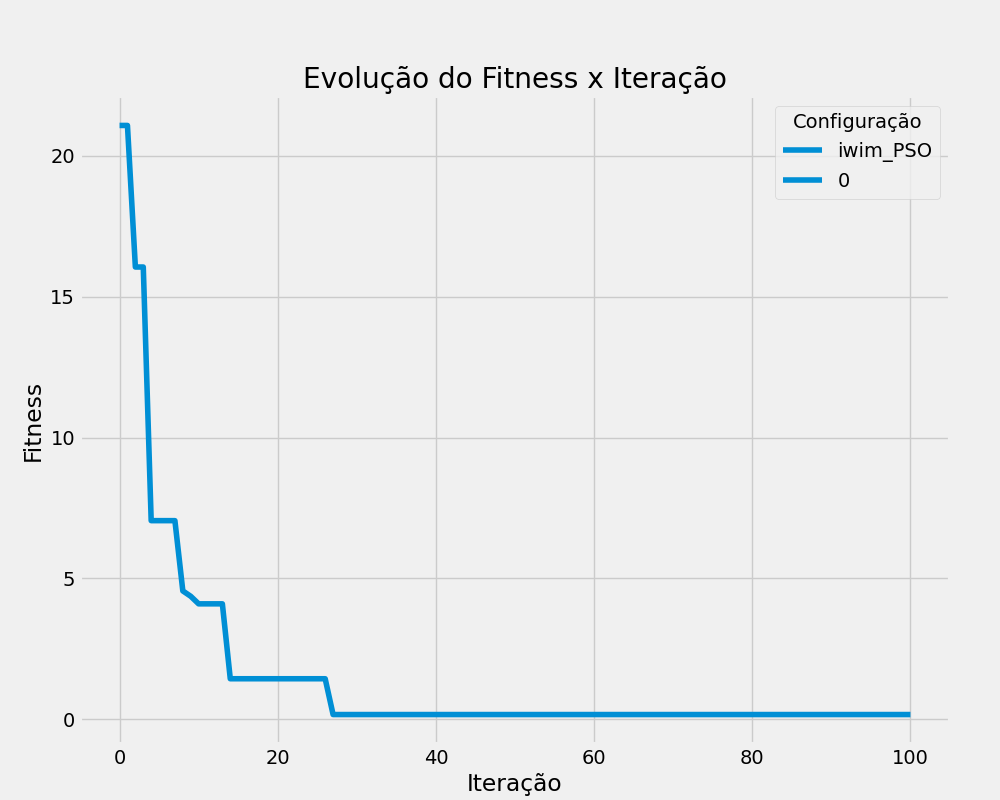 Evolução do Fitness x Iteração
Configuração
iwim_PSO
0
Fitness
20
15
10
5
0
0 20 40 60 80 100
Iteração